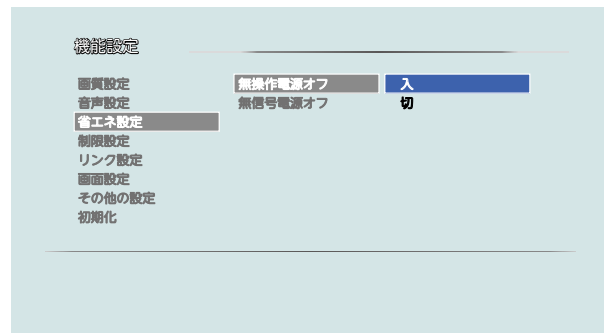 機能設定
画質設定
音声設定
省エネ設定
制限設定
リンク設定
画面設定
その他の設定
初期化
無操作電源オフ
無信号電源オフ
入
切